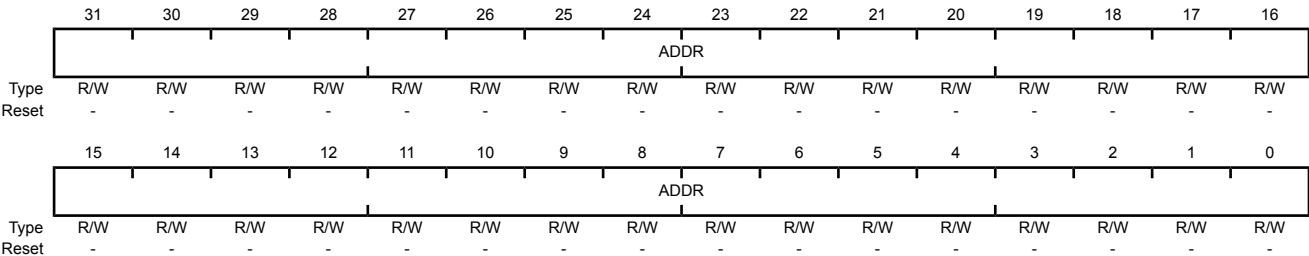 31 30 29 28 27 26 25 24 23 22 21 20 19 18 17 16
ADDR
Type R/W R/W R/W R/W R/W R/W R/W R/W R/W R/W R/W R/W R/W R/W R/W R/W
Reset - - - - - - - - - - - - - - - -
15 14 13 12 11 10 9 8 7 6 5 4 3 2 1 0
ADDR
Type R/W R/W R/W R/W R/W R/W R/W R/W R/W R/W R/W R/W R/W R/W R/W R/W
Reset - - - - - - - - - - - - - - - -